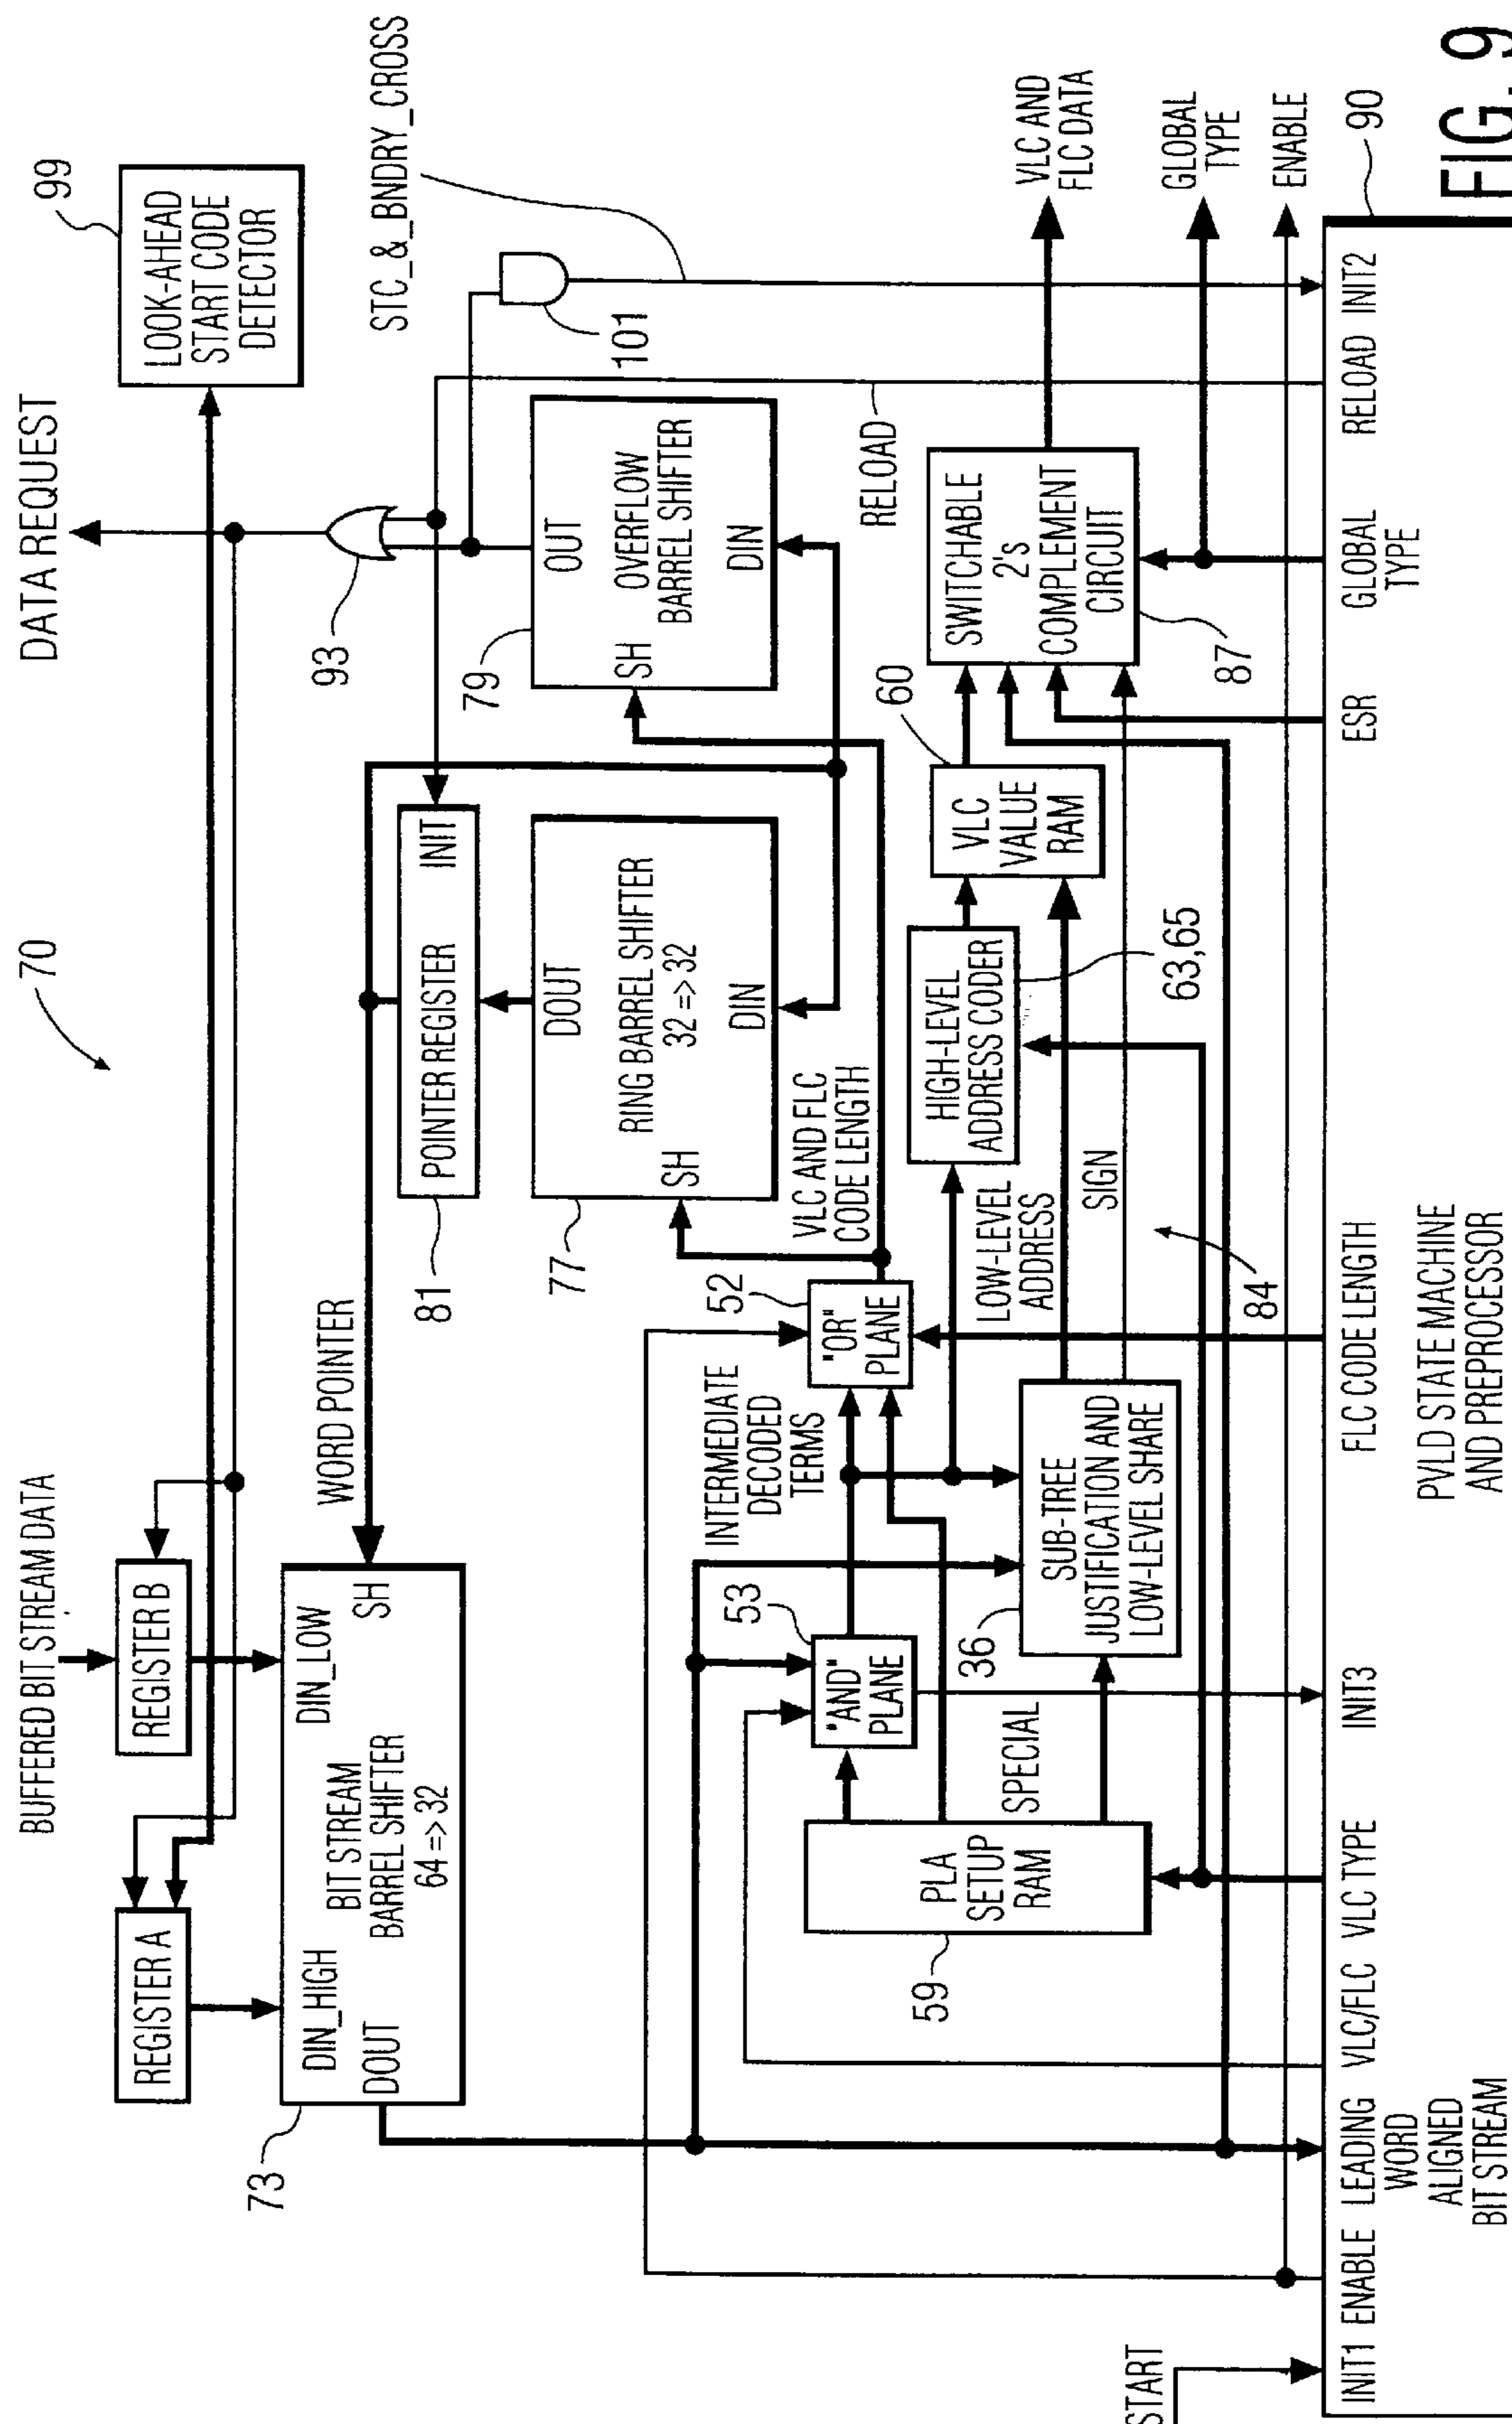 70
BUFFERED BIT STREAM DATA
DATA REQUEST
REGISTER A
REGISTER B
LOOK-AHEAD
START CODE
DETECTOR
99
73
DIN_HIGH
DIN_LOW
DOUT
BIT STREAM
BARREL SHIFTER
64 => 32
SH
WORD POINTER
81
POINTER REGISTER
INIT
93
STC_&_BNDRY_CROSS
77
DOUT
RING BARREL SHIFTER
32 => 32
SH
DIN
79
OUT
OVERFLOW
BARREL SHIFTER
SH
DIN
101
RELOAD
INTERMEDIATE
DECODED
TERMS
52
"OR"
PLANE
VLC AND FLC
CODE LENGTH
53
"AND"
PLANE
59
PLA
SETUP
RAM
SPECIAL
36
SUB-TREE
JUSTIFICATION AND
LOW-LEVEL SHARE
LOW-LEVEL
ADDRESS
SIGN
84
HIGH-LEVEL
ADDRESS CODER
63,65
60
VLC
VALUE
RAM
SWITCHABLE
2's
COMPLEMENT
CIRCUIT
87
VLC AND
FLC DATA
GLOBAL
TYPE
ENABLE
90
START
INIT1
ENABLE
LEADING
WORD
ALIGNED
BIT STREAM
VLC/FLC
VLC TYPE
INIT3
FLC CODE LENGTH
ESR
GLOBAL
TYPE
RELOAD
INIT2
PVLD STATE MACHINE
AND PREPROCESSOR
FIG. 9